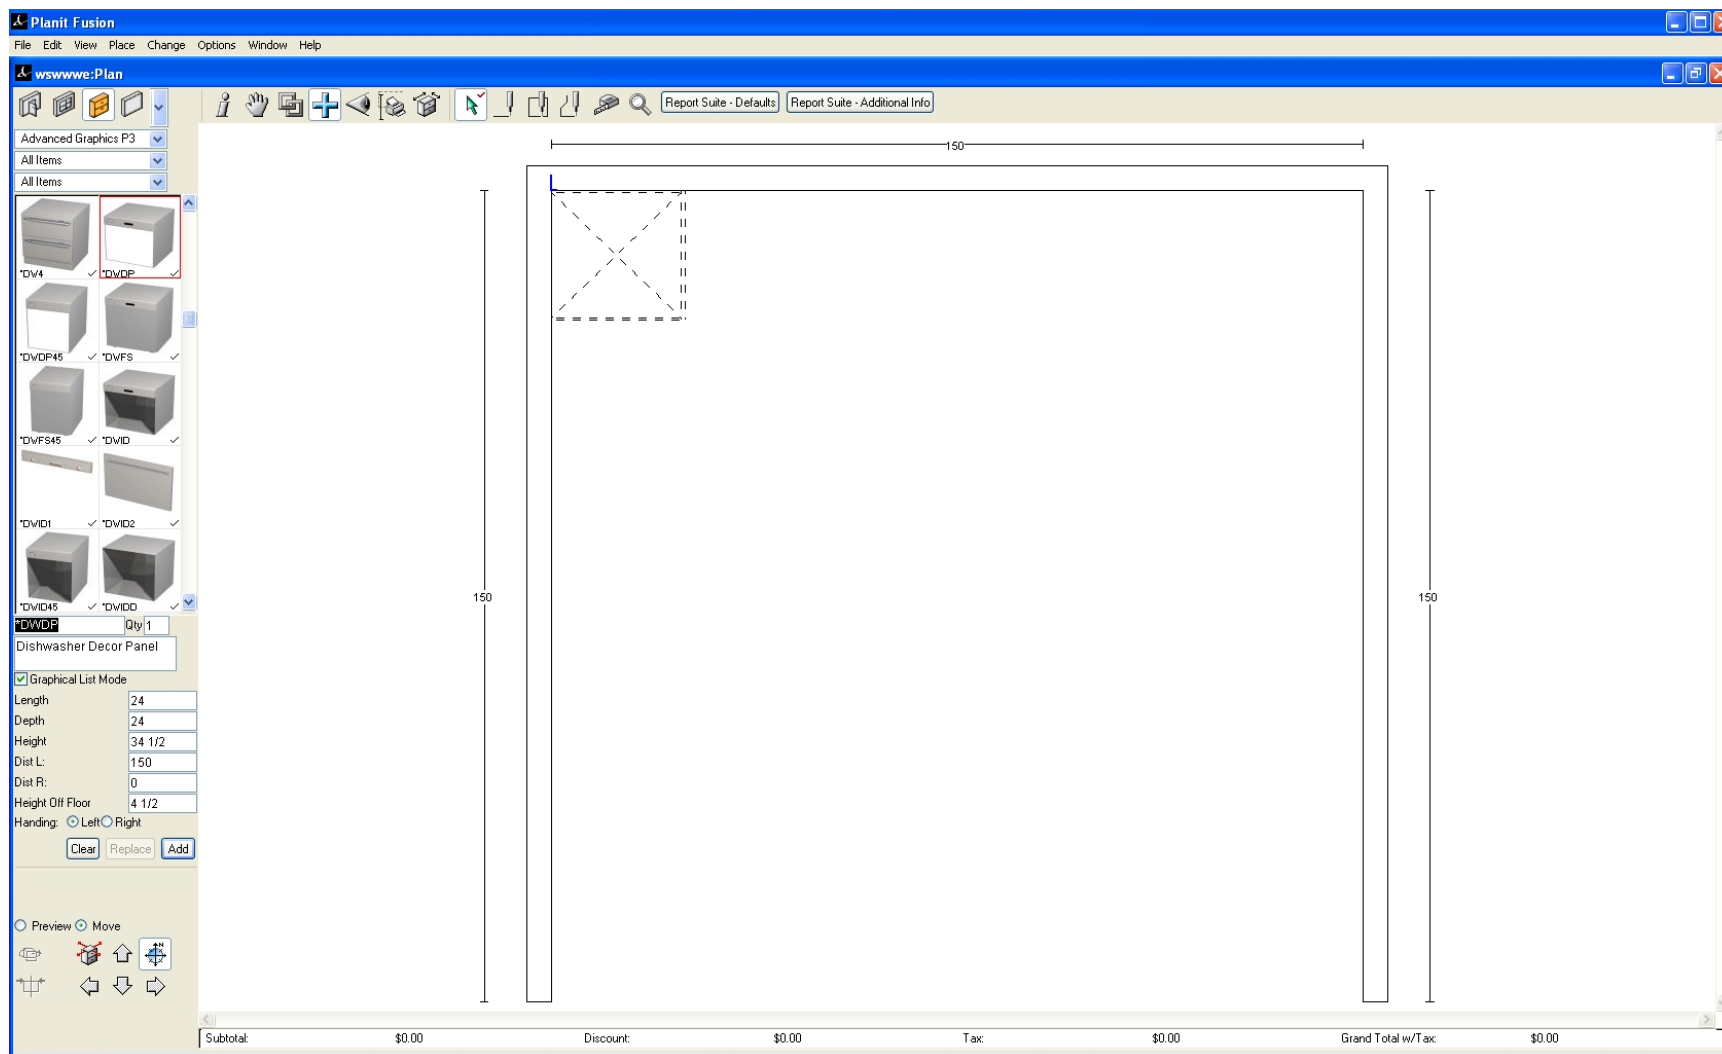 Planit Fusion
File Edit View Place Change Options Window Help
wswwwe:Plan
Report Suite - Defaults Report Suite - Additional Info
Advanced Graphics P3
All Items
All Items
*DW4 *DWDP
*DWDP45 *DWFS
*DWFS45 *DWID
*DWID1 *DWID2
*DWID45 *DWIDD
*DWDP Qty 1
Dishwasher Decor Panel
Graphical List Mode
Length 24
Depth 24
Height 34 1/2
Dist L: 150
Dist R: 0
Height Off Floor 4 1/2
Handing: Left Right
Clear Replace Add
Preview Move
N
150
150
150
Subtotal: $0.00 Discount: $0.00 Tax: $0.00 Grand Total w/Tax: $0.00